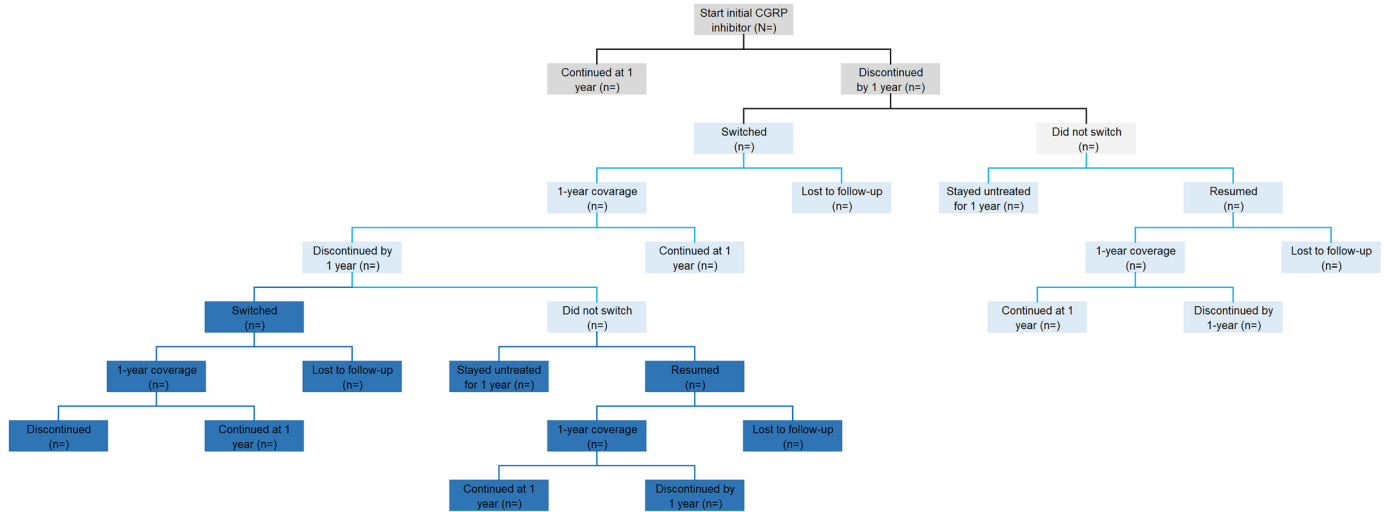 Start initial CGRP
inhibitor (N=)
Continued at 1
year (n=)
Discontinued
by 1 year (n=)
Switched
(n=)
Did not switch
(n=)
1-year covarage
(n=)
Lost to follow-up
(n=)
Stayed untreated
for 1 year (n=)
Resumed
(n=)
Discontinued by
1 year (n=)
Continued at 1
year (n=)
1-year coverage
(n=)
Lost to follow-up
(n=)
Switched
(n=)
Did not switch
(n=)
Continued at 1
year (n=)
Discontinued by
1-year (n=)
1-year coverage
(n=)
Lost to follow-up
(n=)
Stayed untreated
for 1 year (n=)
Resumed
(n=)
Discontinued
(n=)
Continued at 1
year (n=)
1-year coverage
(n=)
Lost to follow-up
(n=)
Continued at 1
year (n=)
Discontinued by
1 year (n=)